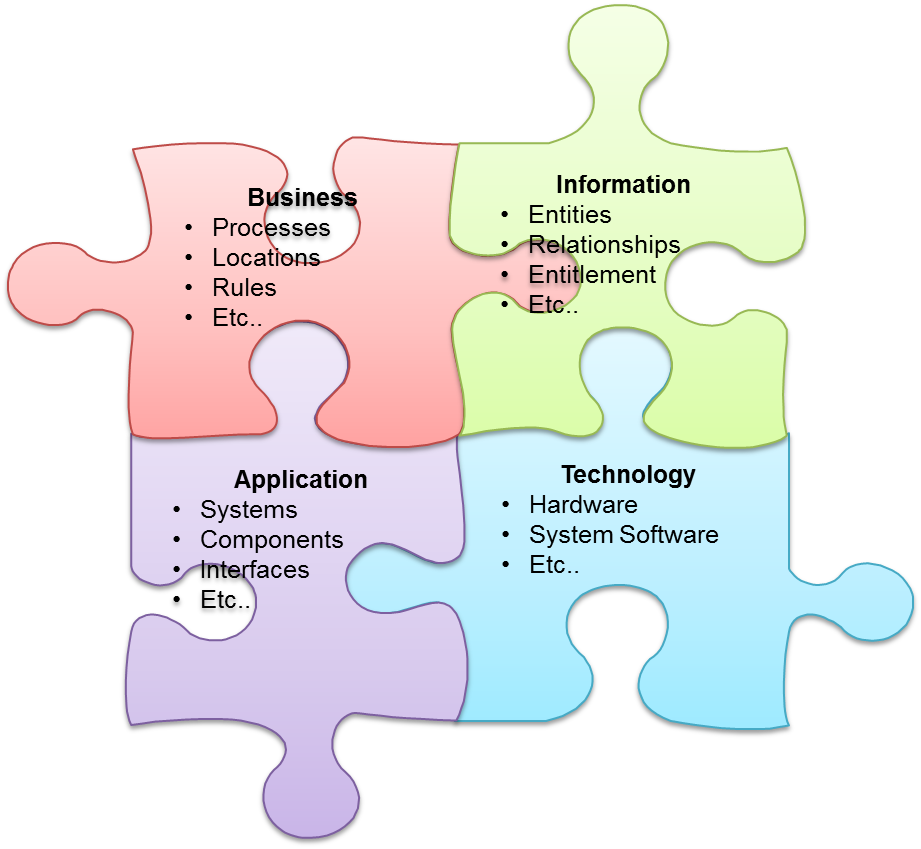 Business
• Processes
• Locations
• Rules
• Etc..
Information
• Entities
• Relationships
• Entitlement
• Etc..
Application
• Systems
• Components
• Interfaces
• Etc..
Technology
• Hardware
• System Software
• Etc..